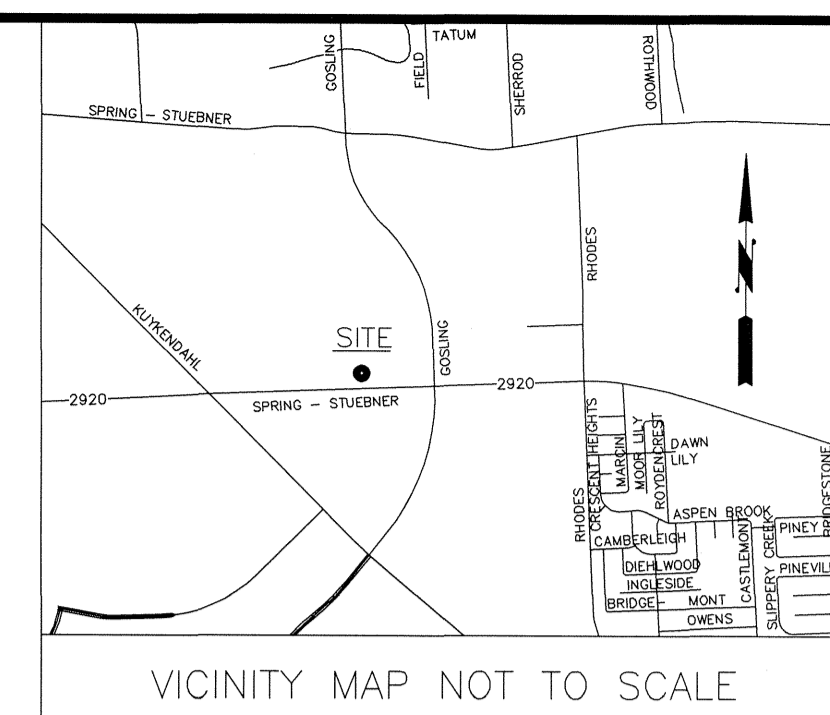 TATUM
GOSLING
FIELD
SHERROD
ROTHWOOD
SPRING - STUEBNER
RHODES
N
KUYKENDAHL
SITE
GOSLING
2920
2920
SPRING - STUEBNER
CRESCENT HEIGHTS
MARCIN
MOOR LILY
ROYDENCREST
DAWN
LILY
BRIDGESTONE
RHODES
ASPEN BROOK
CAMBERLEIGH
CASTLEMONT
SLIPPERY CREEK
PINEY
DIEHLWOOD
PINEVIL
INGLESIDE
BRIDGE- MONT
OWENS
VICINITY MAP NOT TO SCALE